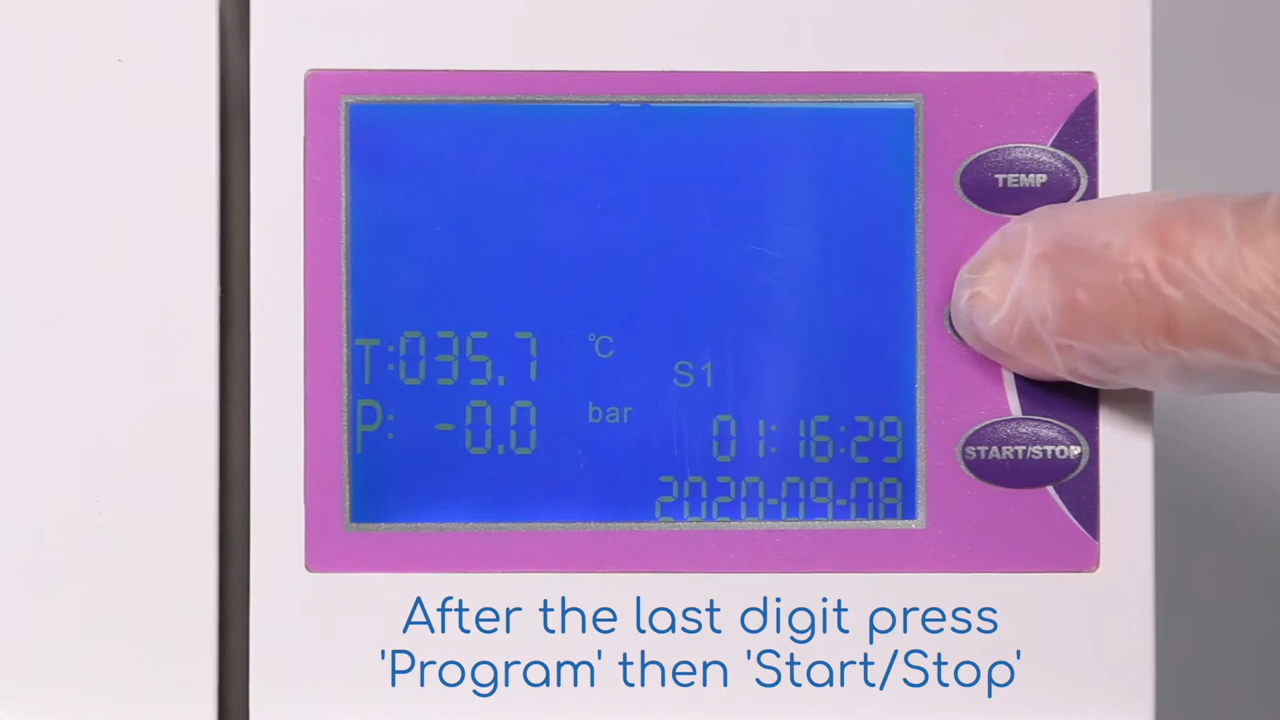 TEMP
T:035.7 °C
P: -0.0 bar
S1
01:16:29
START/STOP
2020-09-08
After the last digit press
'Program' then 'Start/Stop'